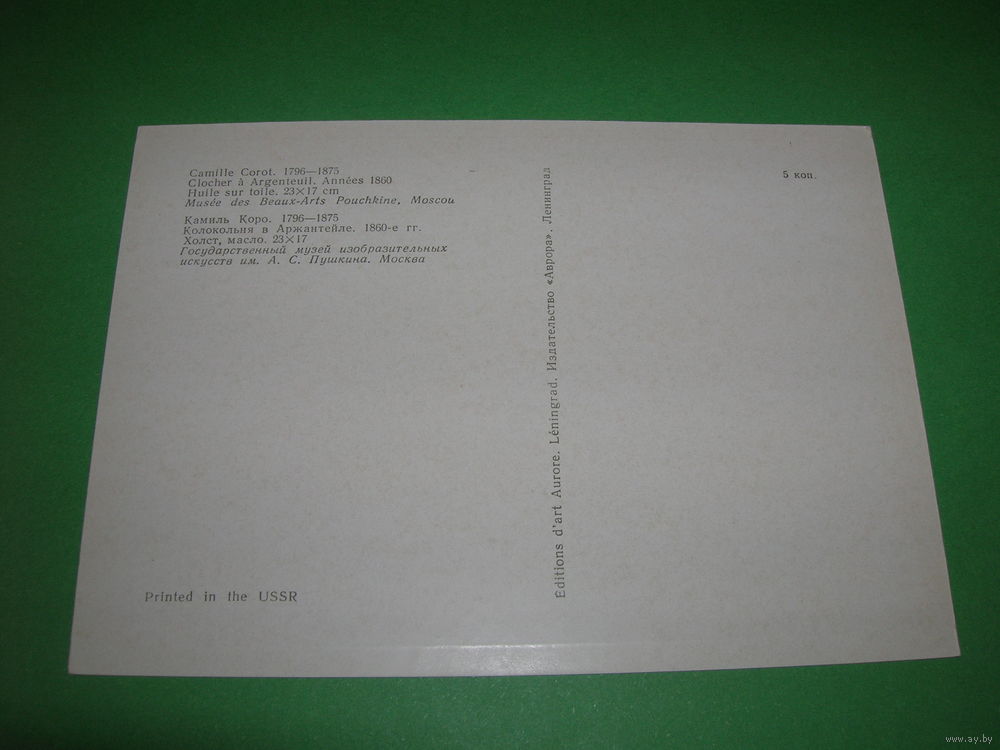 Camille Corot. 1796—1875
Clocher à Argenteuil. Années 1860
Huile sur toile. 23×17 cm
Musée des Beaux-Arts Pouchkine, Moscou
Камиль Коро. 1796—1875
Колокольня в Аржантейле. 1860-е гг.
Холст, масло. 23×17
Государственный музей изобразительных
искусств им. А. С. Пушкина. Москва
Printed in the USSR
Éditions d'art Aurore. Léningrad. Издательство «Аврора». Ленинград
5 коп.
www.ay.by